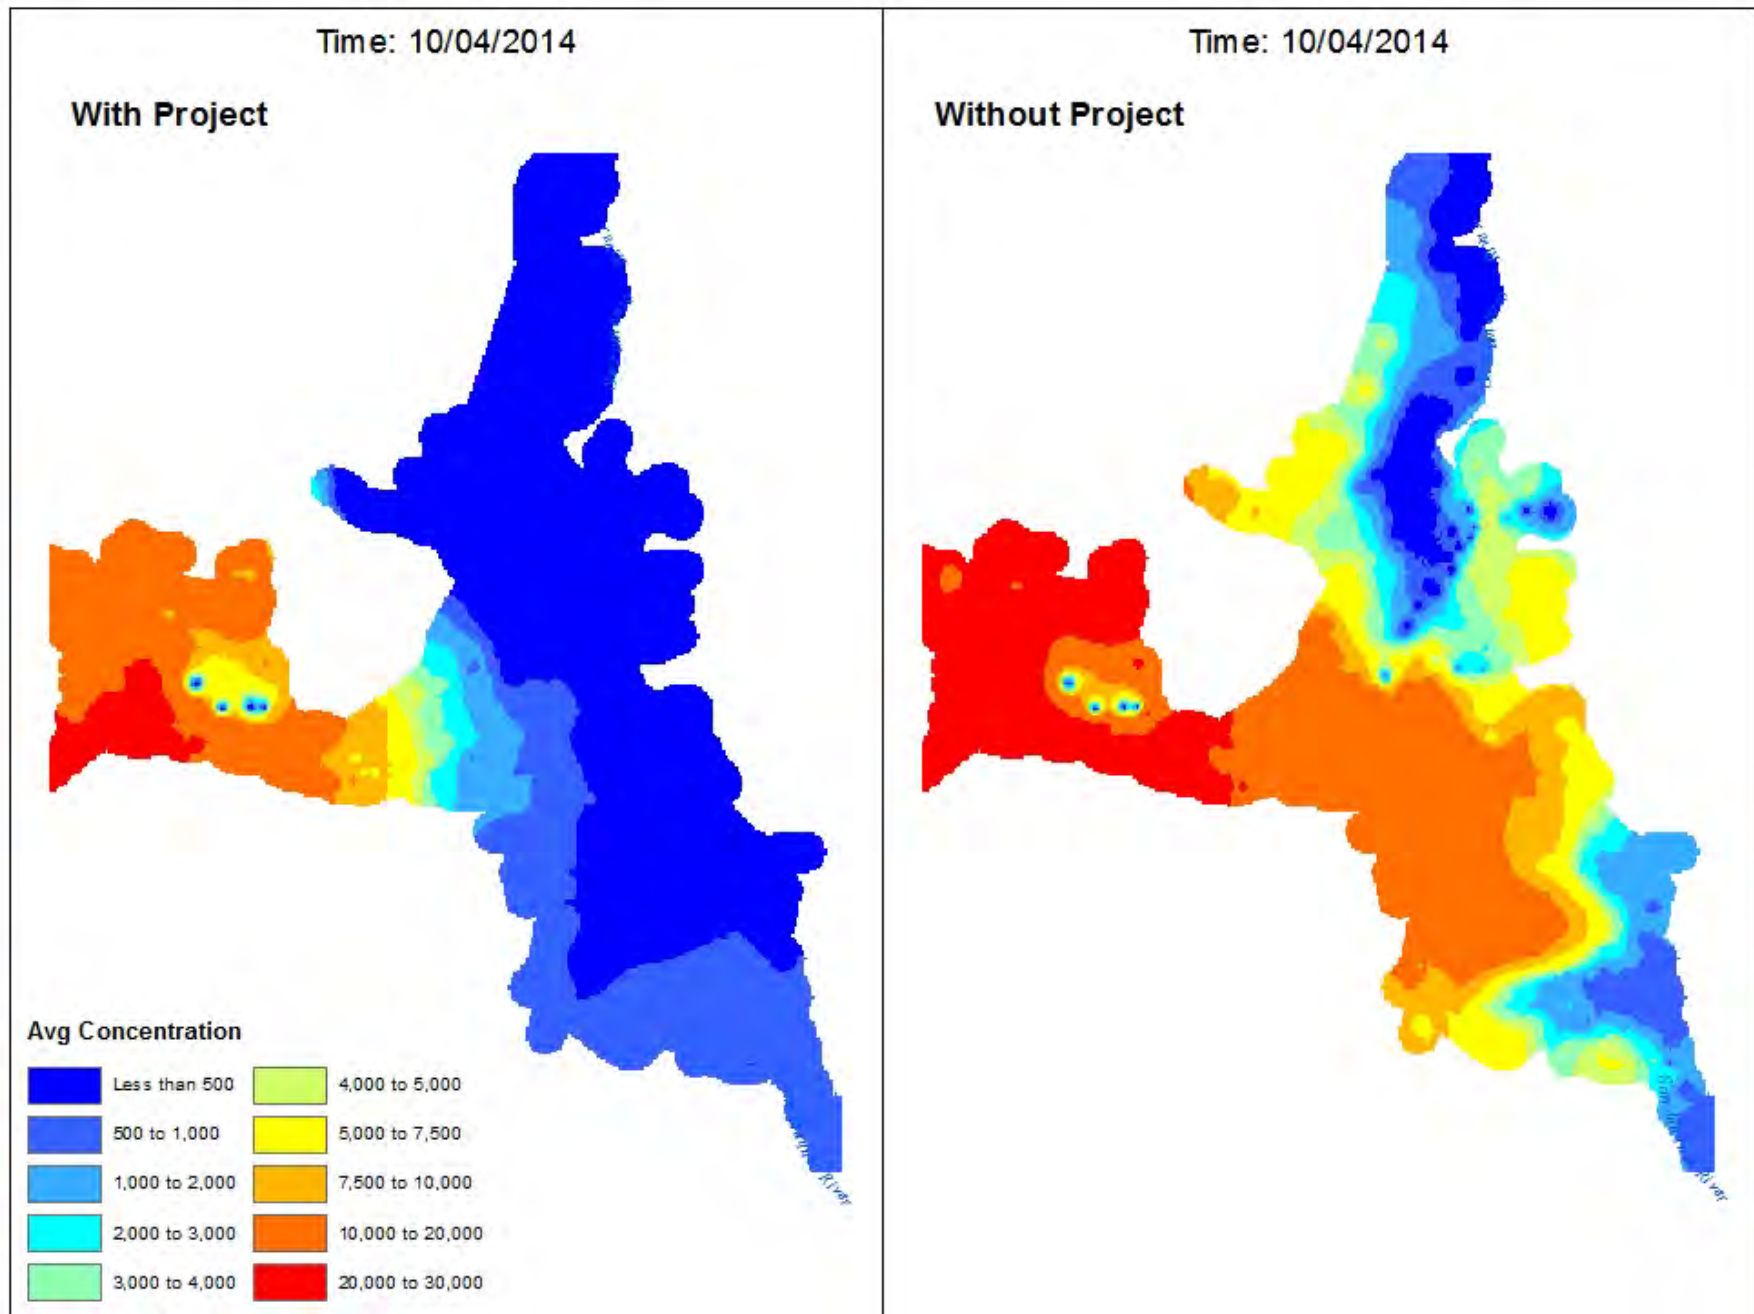 Time: 10/04/2014
With Project
Avg Concentration
Less than 500
500 to 1,000
1,000 to 2,000
2,000 to 3,000
3,000 to 4,000
4,000 to 5,000
5,000 to 7,500
7,500 to 10,000
10,000 to 20,000
20,000 to 30,000
River
Time: 10/04/2014
Without Project
River